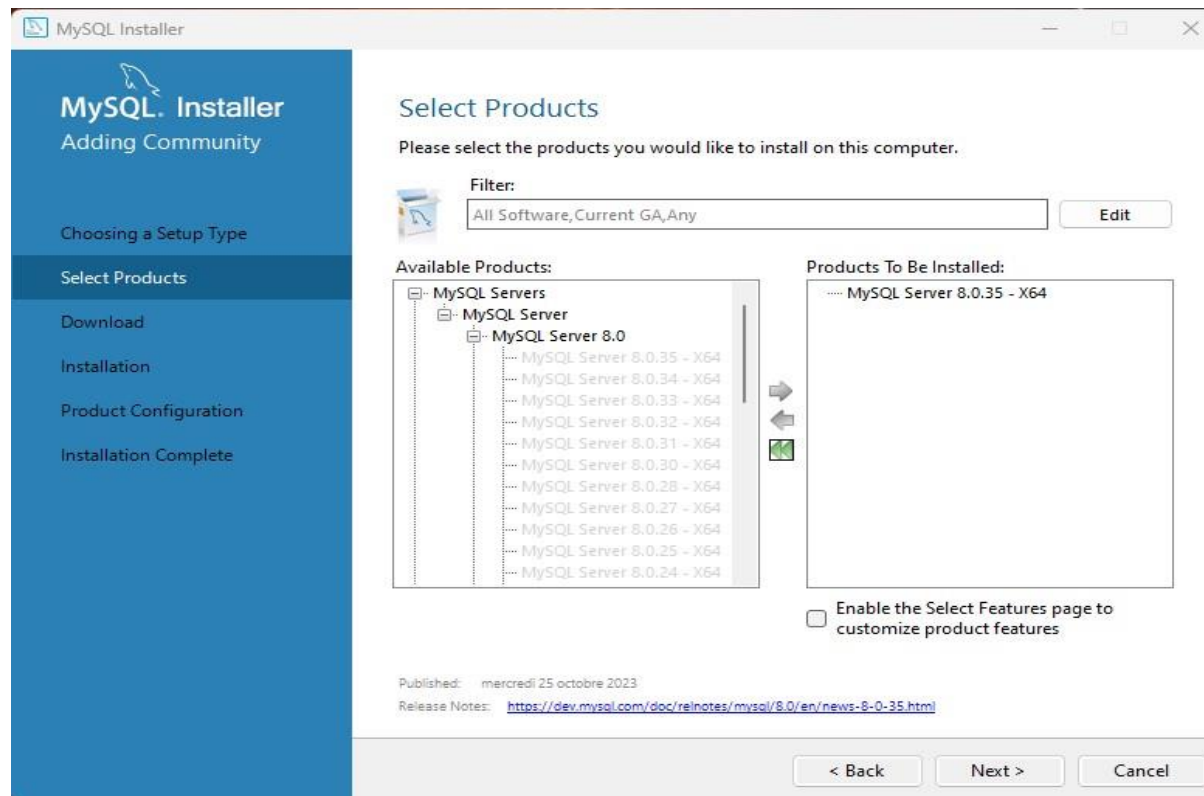 MySQL Installer
MySQL. Installer
Adding Community
Choosing a Setup Type
Select Products
Download
Installation
Product Configuration
Installation Complete
Select Products
Please select the products you would like to install on this computer.
Filter:
All Software,Current GA,Any
Edit
Available Products:
MySQL Servers
MySQL Server
MySQL Server 8.0
MySQL Server 8.0.35 - X64
MySQL Server 8.0.34 - X64
MySQL Server 8.0.33 - X64
MySQL Server 8.0.32 - X64
MySQL Server 8.0.31 - X64
MySQL Server 8.0.30 - X64
MySQL Server 8.0.28 - X64
MySQL Server 8.0.27 - X64
MySQL Server 8.0.26 - X64
MySQL Server 8.0.25 - X64
MySQL Server 8.0.24 - X64
Products To Be Installed:
MySQL Server 8.0.35 - X64
Enable the Select Features page to
customize product features
Published: mercredi 25 octobre 2023
Release Notes: https://dev.mysql.com/doc/relnotes/mysql/8.0/en/news-8-0-35.html
< Back
Next >
Cancel